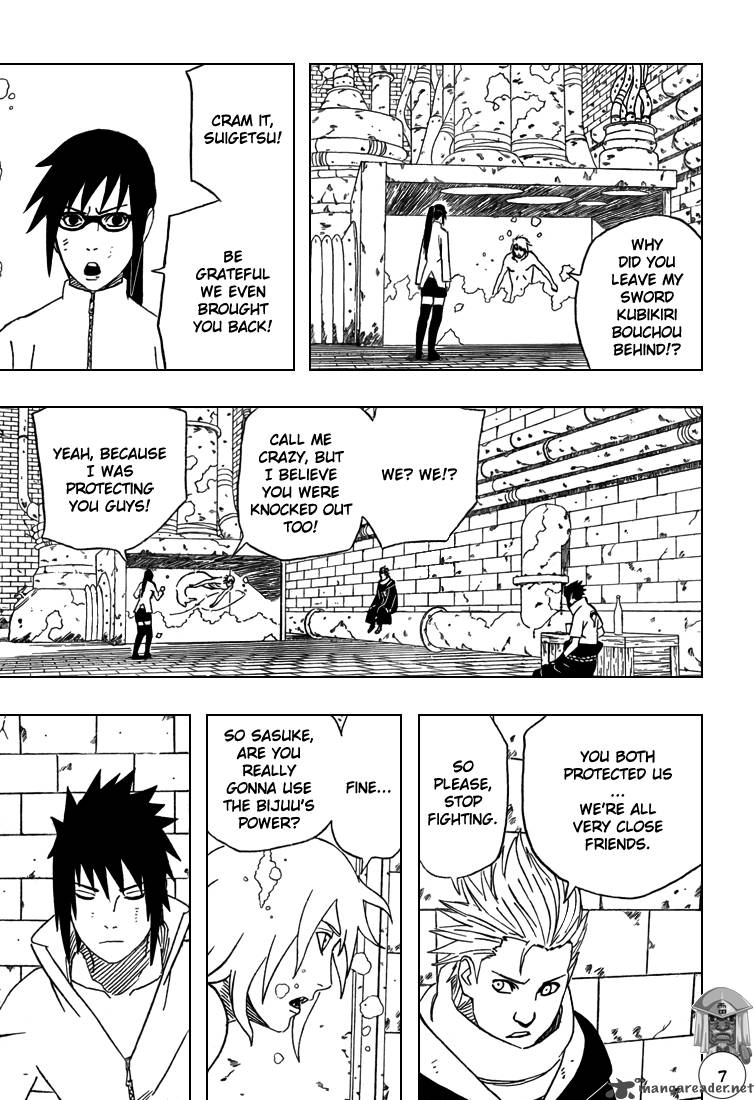 WHY
DID YOU
LEAVE MY
SWORD
KUBIKIRI
BOUCHOU
BEHIND!?
CRAM IT,
SUIGETSU!
BE
GRATEFUL
WE EVEN
BROUGHT
YOU BACK!
WE? WE!?
CALL ME
CRAZY, BUT
I BELIEVE
YOU WERE
KNOCKED OUT
TOO!
YEAH, BECAUSE
I WAS
PROTECTING
YOU GUYS!
YOU BOTH
PROTECTED US
...
WE'RE ALL
VERY CLOSE
FRIENDS.
SO
PLEASE,
STOP
FIGHTING.
FINE...
SO SASUKE,
ARE YOU
REALLY
GONNA USE
THE BIJUU'S
POWER?
7
mangareader.net